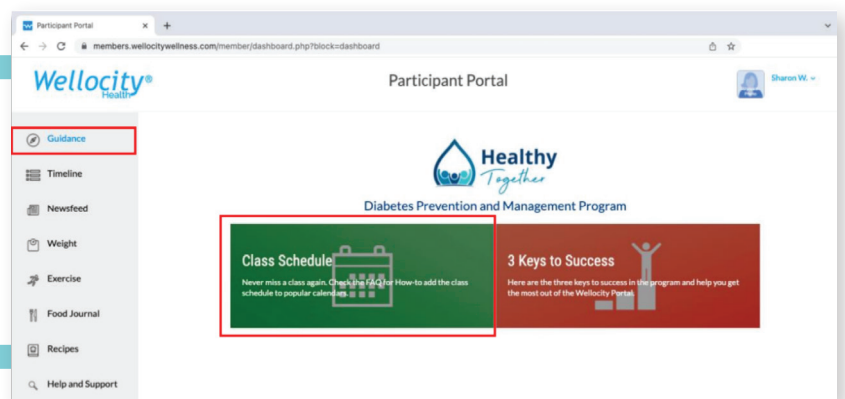 Participant Portal
members.wellocitywellness.com/member/dashboard.php?block=dashboard
Wellocity®
Health
Participant Portal
Sharon W.
Guidance
Timeline
Newsfeed
Weight
Exercise
Food Journal
Recipes
Help and Support
Healthy
Together
Diabetes Prevention and Management Program
Class Schedule
Never miss a class again. Check the FAQ for How-to add the class
schedule to popular calendars.
3 Keys to Success
Here are the three keys to success in the program and help you get
the most out of the Wellocity Portal.